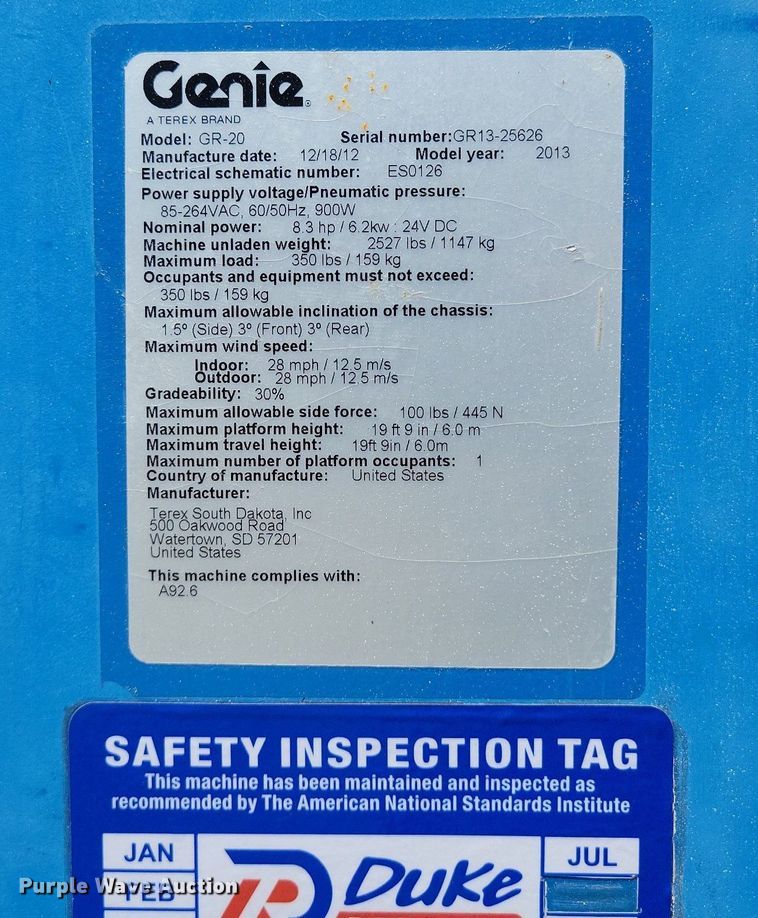 Genie
A TEREX BRAND
Model: GR-20 Serial number:GR13-25626
Manufacture date: 12/18/12 Model year: 2013
Electrical schematic number: ES0126
Power supply voltage/Pneumatic pressure:
85-264VAC, 60/50Hz, 900W
Nominal power: 8.3 hp / 6.2kw : 24V DC
Machine unladen weight: 2527 lbs / 1147 kg
Maximum load: 350 lbs / 159 kg
Occupants and equipment must not exceed:
350 lbs / 159 kg
Maximum allowable inclination of the chassis:
1.5º (Side) 3º (Front) 3º (Rear)
Maximum wind speed:
Indoor: 28 mph / 12.5 m/s
Outdoor: 28 mph / 12.5 m/s
Gradeability: 30%
Maximum allowable side force: 100 lbs / 445 N
Maximum platform height: 19 ft 9 in / 6.0 m
Maximum travel height: 19ft 9in / 6.0m
Maximum number of platform occupants: 1
Country of manufacture: United States
Manufacturer:
Terex South Dakota, Inc
500 Oakwood Road
Watertown, SD 57201
United States
This machine complies with:
A92.6
SAFETY INSPECTION TAG
This machine has been maintained and inspected as
recommended by The American National Standards Institute
JAN
FEB
Duke
JUL
Purple Wave Auction